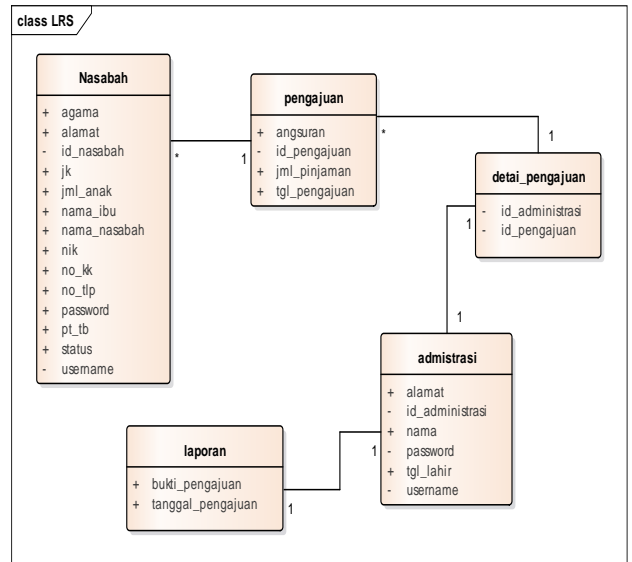 class LRS
Nasabah
+ agama
+ alamat
- id_nasabah
+ jk
+ jml_anak
+ nama_ibu
+ nama_nasabah
+ nik
+ no_kk
+ no_tlp
+ password
+ pt_tb
+ status
- username
*
1
pengajuan
+ angsuran
- id_pengajuan
+ jml_pinjaman
+ tgl_pengajuan
*
1
detai_pengajuan
- id_administrasi
- id_pengajuan
1
1
admistrasi
+ alamat
- id_administrasi
+ nama
- password
+ tgl_lahir
- username
1
1
laporan
+ bukti_pengajuan
+ tanggal_pengajuan